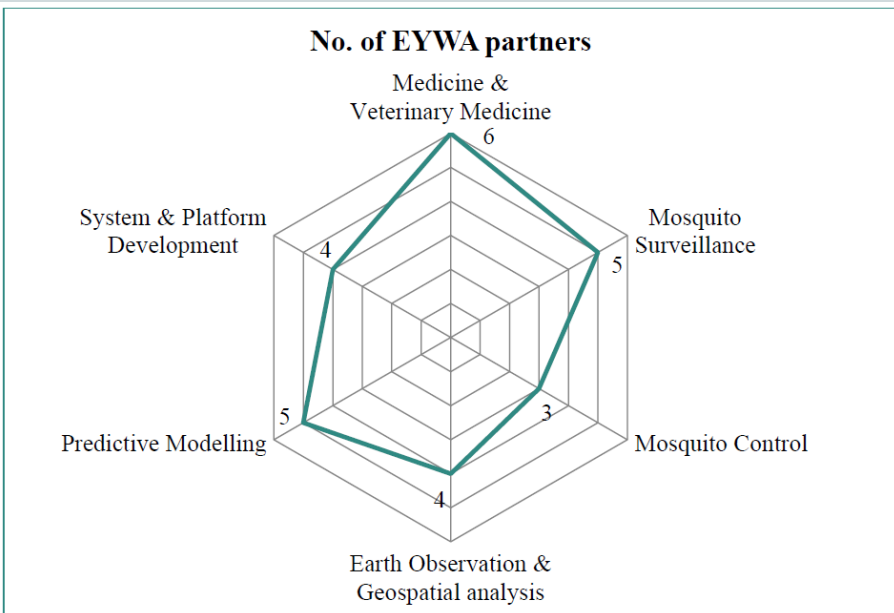 No. of EYWA partners
Medicine &
Veterinary Medicine
6
System & Platform
Development
4
Mosquito
Surveillance
5
5
Predictive Modelling
3
Mosquito Control
4
Earth Observation &
Geospatial analysis